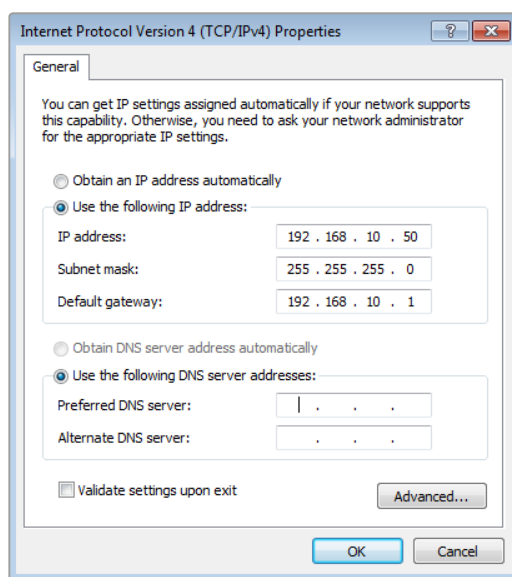 Internet Protocol Version 4 (TCP/IPv4) Properties
General
You can get IP settings assigned automatically if your network supports
this capability. Otherwise, you need to ask your network administrator
for the appropriate IP settings.
Obtain an IP address automatically
Use the following IP address:
IP address: 192 . 168 . 10 . 50
Subnet mask: 255 . 255 . 255 . 0
Default gateway: 192 . 168 . 10 . 1
Obtain DNS server address automatically
Use the following DNS server addresses:
Preferred DNS server: . . .
Alternate DNS server: . . .
Validate settings upon exit
Advanced...
OK Cancel